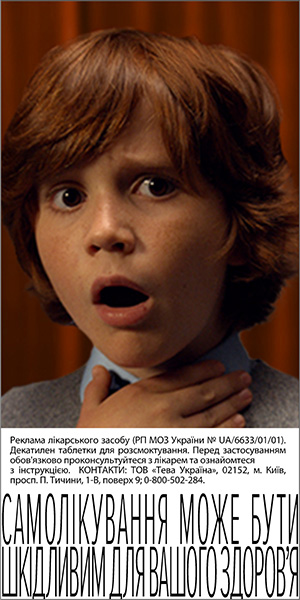 Реклама лікарського засобу (РП МОЗ України № UA/6633/01/01).
Декатилен таблетки для розсмоктування. Перед застосуванням
обов'язково проконсультуйтеся з лікарем та ознайомтеся
з інструкцією. КОНТАКТИ: ТОВ «Тева Україна», 02152, м. Київ,
просп. П. Тичини, 1-В, поверх 9; 0-800-502-284.
САМОЛІКУВАННЯ МОЖЕ БУТИ
ШКІДЛИВИМ ДЛЯ ВАШОГО ЗДОРОВ'Я